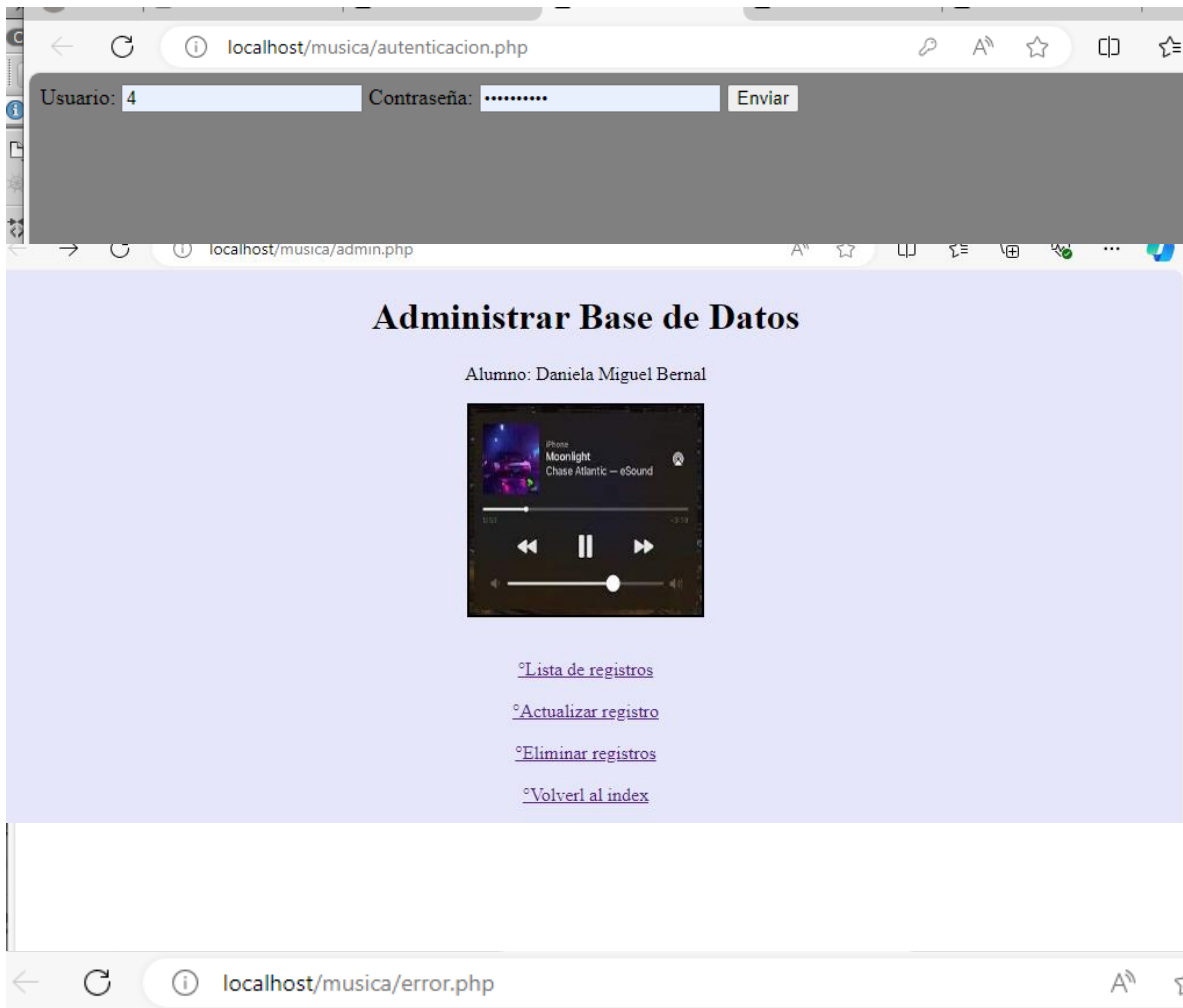 localhost/musica/autenticacion.php
Usuario: 4 Contraseña: •••••••••• Enviar
localhost/musica/admin.php
Administrar Base de Datos
Alumno: Daniela Miguel Bernal
iPhone
Moonlight
Chase Atlantic — eSound
°Lista de registros
°Actualizar registro
°Eliminar registros
°Volverl al index
localhost/musica/error.php